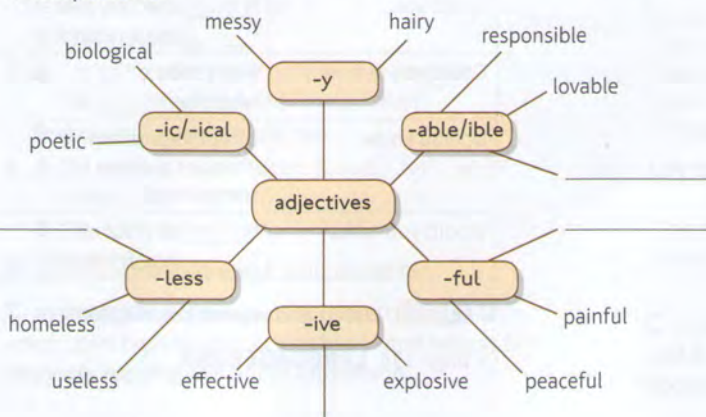 messy
hairy
responsible
biological
-y
lovable
-ic/-ical
-able/ible
poetic
adjectives
-less
-ful
homeless
-ive
painful
useless
effective
explosive
peaceful